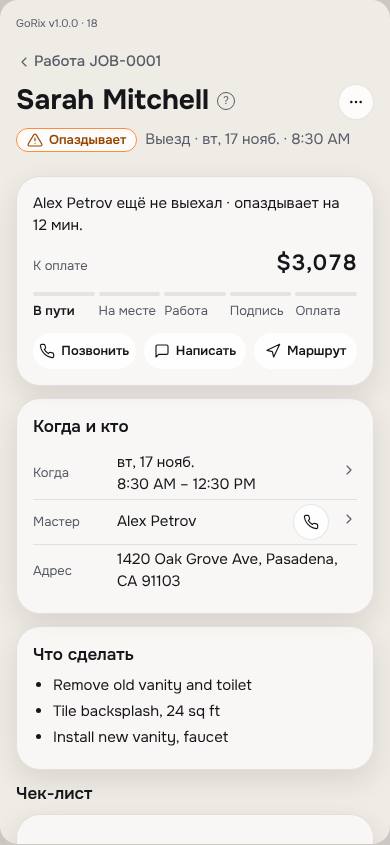 GoRix v1.0.0 · 18
Работа JOB-0001
Sarah Mitchell ?
Опаздывает Выезд · вт, 17 нояб. · 8:30 AM
Alex Petrov ещё не выехал · опаздывает на
12 мин.
К оплате $3,078
В пути На месте Работа Подпись Оплата
Позвонить Написать Маршрут
Когда и кто
Когда вт, 17 нояб.
8:30 AM – 12:30 PM
Мастер Alex Petrov
Адрес 1420 Oak Grove Ave, Pasadena,
CA 91103
Что сделать
• Remove old vanity and toilet
• Tile backsplash, 24 sq ft
• Install new vanity, faucet
Чек-лист